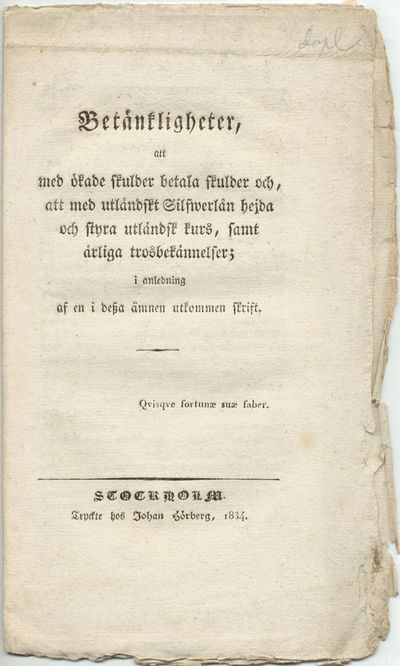 dupl
Betänkligheter,
att
med ökade skulder betala skulder och,
att med utländskt Silfwerlån hejda
och styra utländsk kurs, samt
årliga trosbekännelser;
i anledning
af en i deßa ämnen utkommen skrift.
Qvisqve fortunæ suæ faber.
STOCKHOLM.
Tryckte hos Johan Hörberg, 1834.